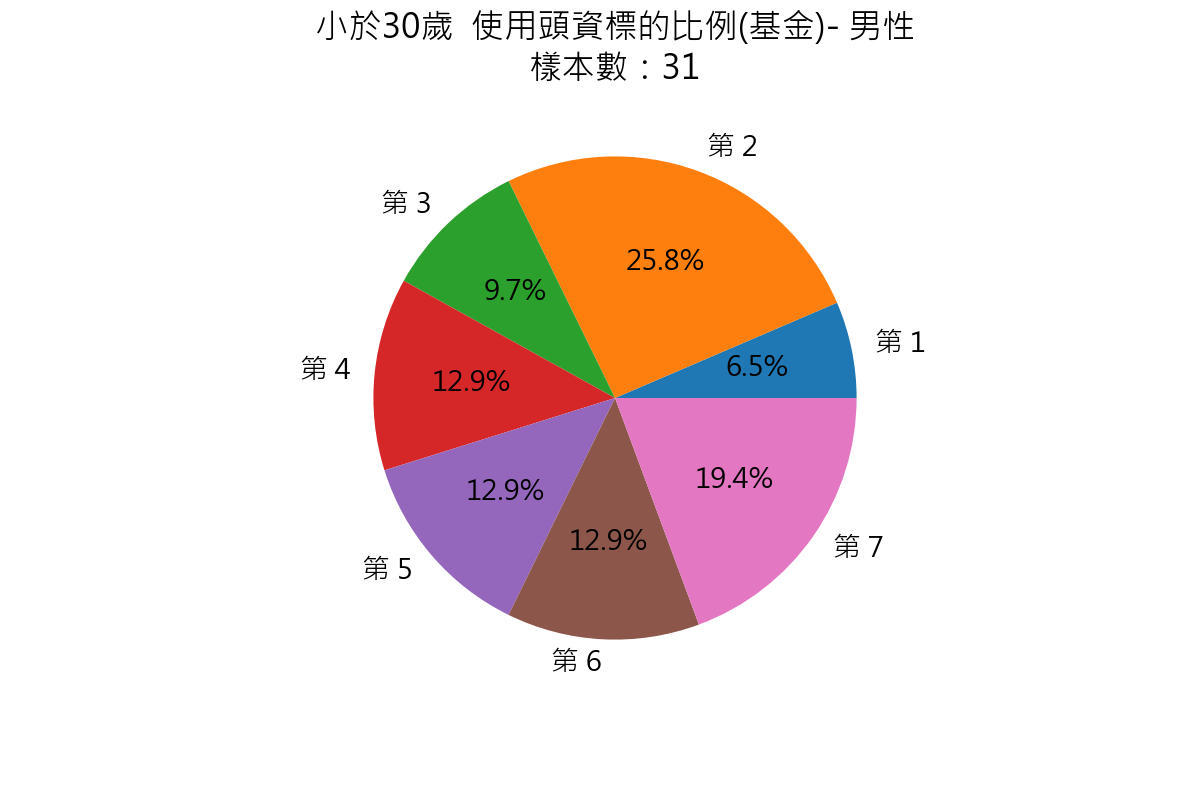 小於30歲 使用頭資標的比例(基金)- 男性
樣本數：31
第 2
第 3
25.8%
9.7%
第 1
6.5%
第 4
12.9%
19.4%
12.9%
12.9%
第 7
第 5
第 6